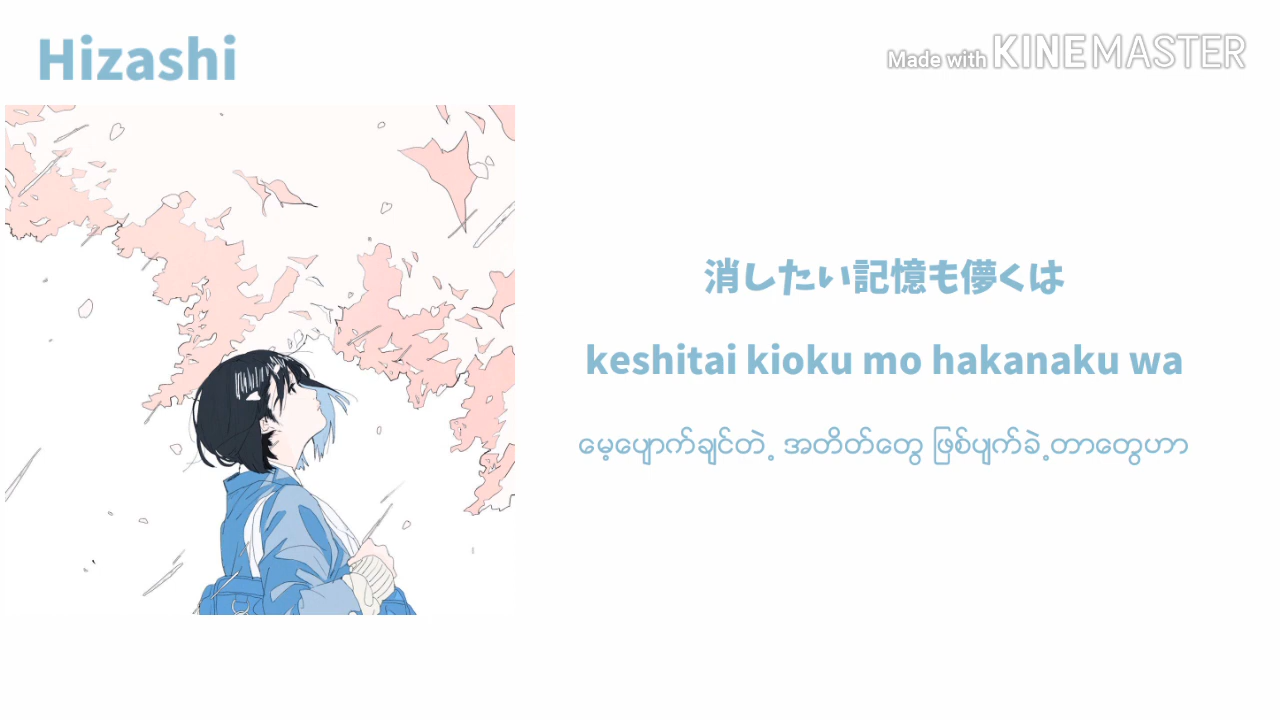 Hizashi
Made with KINEMASTER
消したい記憶も儚くは
keshitai kioku mo hakanaku wa
မေ့ပျောက်ချင်တဲ့ အတိတ်တွေ ဖြစ်ပျက်ခဲ့တာတွေဟာ